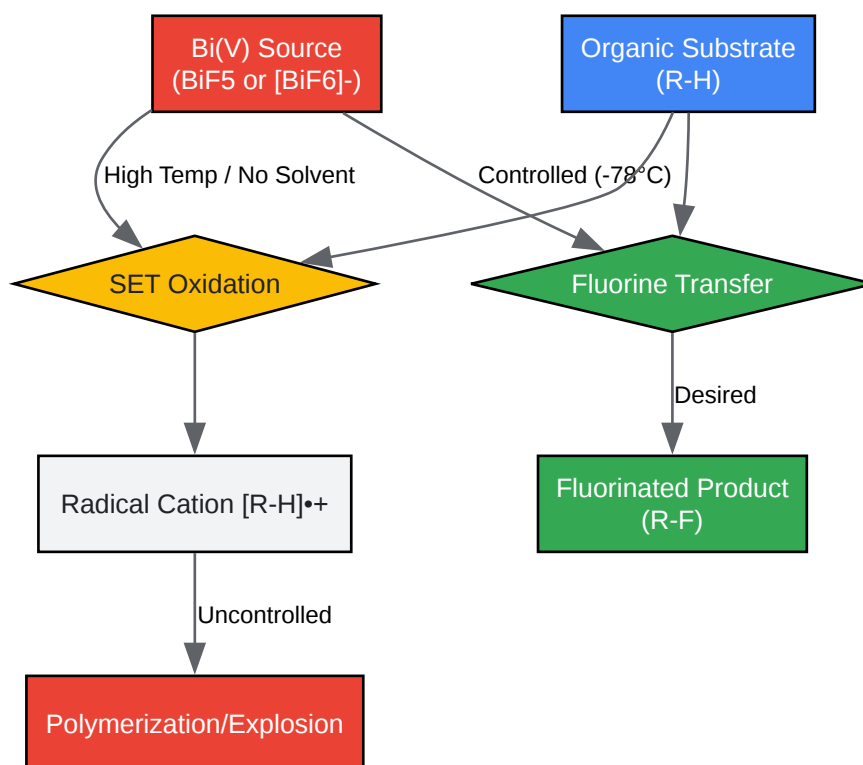 Bi(V) Source
(BiF5 or [BiF6]-)
Organic Substrate
(R-H)
High Temp / No Solvent
Controlled (-78°C)
SET Oxidation
Fluorine Transfer
Desired
Radical Cation [R-H]•+
Fluorinated Product
(R-F)
Uncontrolled
Polymerization/Explosion